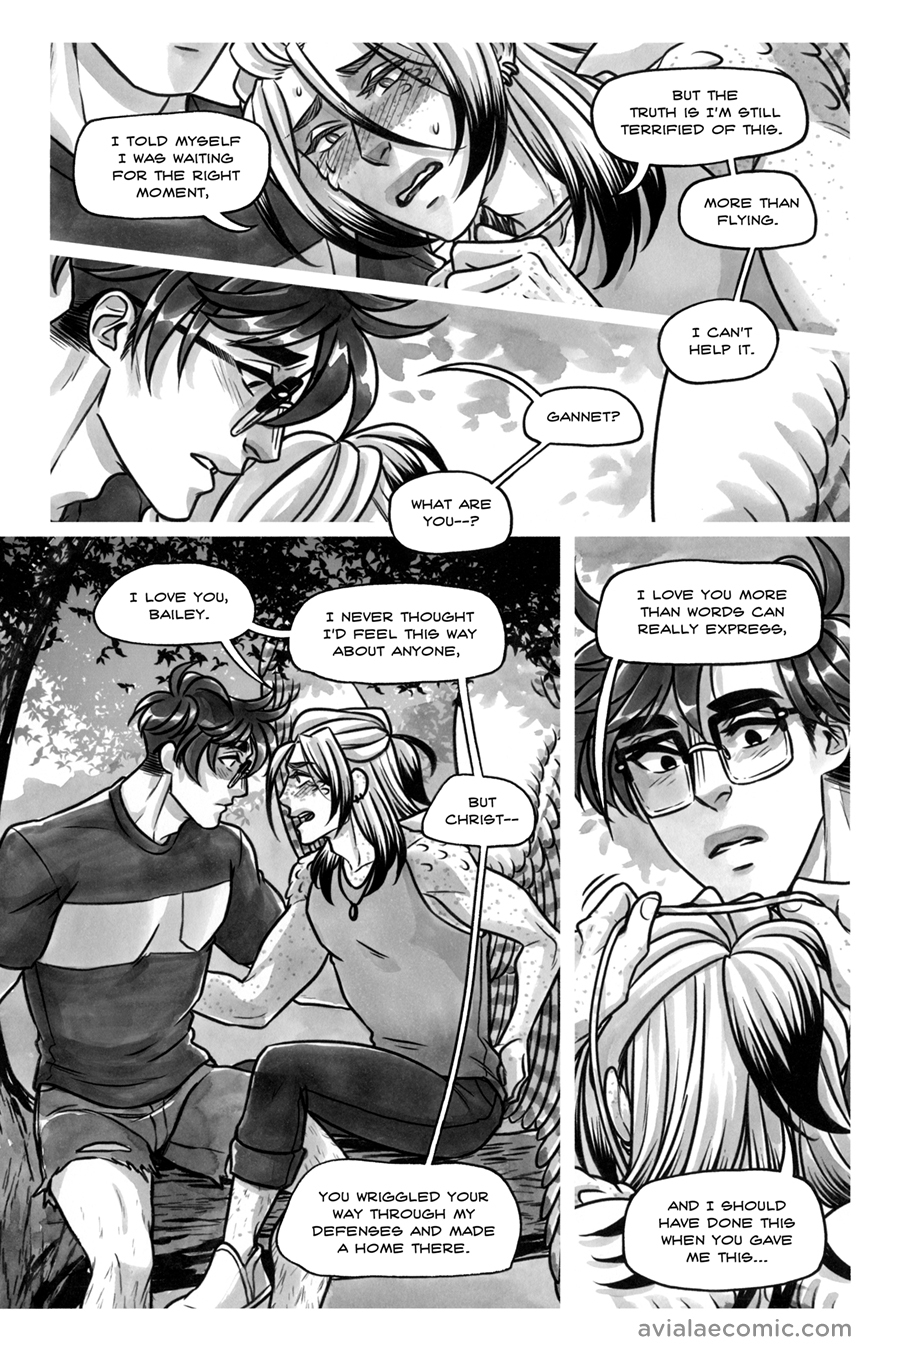 I TOLD MYSELF
I WAS WAITING
FOR THE RIGHT
MOMENT,
BUT THE
TRUTH IS I'M STILL
TERRIFIED OF THIS.
MORE THAN
FLYING.
I CAN'T
HELP IT.
GANNET?
WHAT ARE
YOU--?
I LOVE YOU,
BAILEY.
I NEVER THOUGHT
I'D FEEL THIS WAY
ABOUT ANYONE,
BUT
CHRIST--
YOU WRIGGLED YOUR
WAY THROUGH MY
DEFENSES AND MADE
A HOME THERE.
I LOVE YOU MORE
THAN WORDS CAN
REALLY EXPRESS,
AND I SHOULD
HAVE DONE THIS
WHEN YOU GAVE
ME THIS...
avialaecomic.com